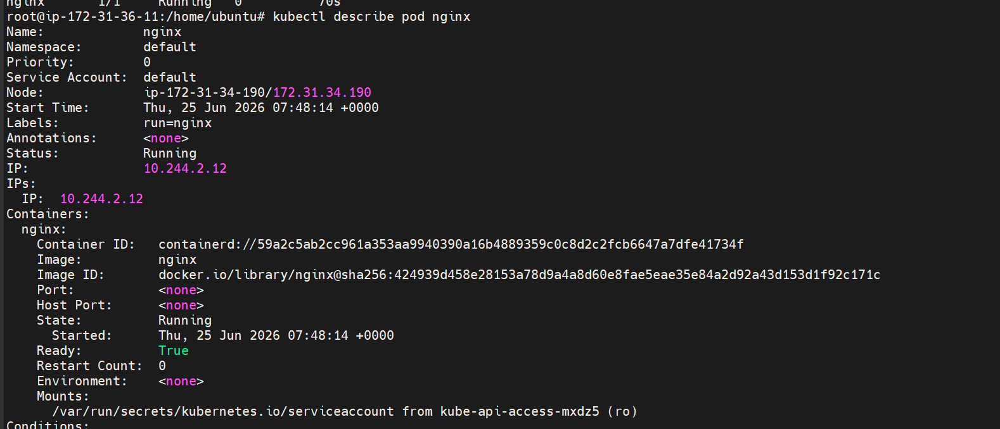 nginx       1/1     Running   0          70s
root@ip-172-31-36-11:/home/ubuntu# kubectl describe pod nginx
Name:             nginx
Namespace:        default
Priority:         0
Service Account:  default
Node:             ip-172-31-34-190/172.31.34.190
Start Time:       Thu, 25 Jun 2026 07:48:14 +0000
Labels:           run=nginx
Annotations:      <none>
Status:           Running
IP:               10.244.2.12
IPs:
  IP:  10.244.2.12
Containers:
  nginx:
    Container ID:   containerd://59a2c5ab2cc961a353aa9940390a16b4889359c0c8d2c2fcb6647a7dfe41734f
    Image:          nginx
    Image ID:       docker.io/library/nginx@sha256:424939d458e28153a78d9a4a8d60e8fae5eae35e84a2d92a43d153d1f92c171c
    Port:           <none>
    Host Port:      <none>
    State:          Running
      Started:      Thu, 25 Jun 2026 07:48:14 +0000
    Ready:          True
    Restart Count:  0
    Environment:    <none>
    Mounts:
      /var/run/secrets/kubernetes.io/serviceaccount from kube-api-access-mxdz5 (ro)
Conditions: